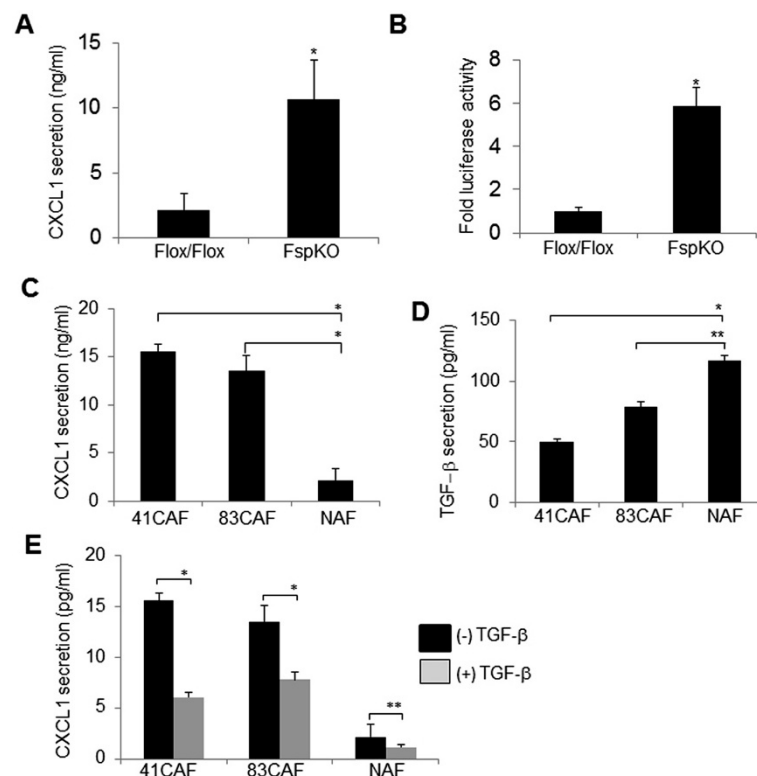 A
CXCL1 secretion (ng/ml)
15
10
5
0
*
Flox/Flox FspKO
B
Fold luciferase activity
8
6
4
2
0
*
Flox/Flox FspKO
C
CXCL1 secretion (ng/ml)
20
15
10
5
0
*
*
41CAF 83CAF NAF
D
TGF-β secretion (pg/ml)
150
100
50
0
*
**
41CAF 83CAF NAF
E
CXCL1 secretion (pg/ml)
20
15
10
5
0
*
*
**
41CAF 83CAF NAF
(-) TGF-β
(+) TGF-β